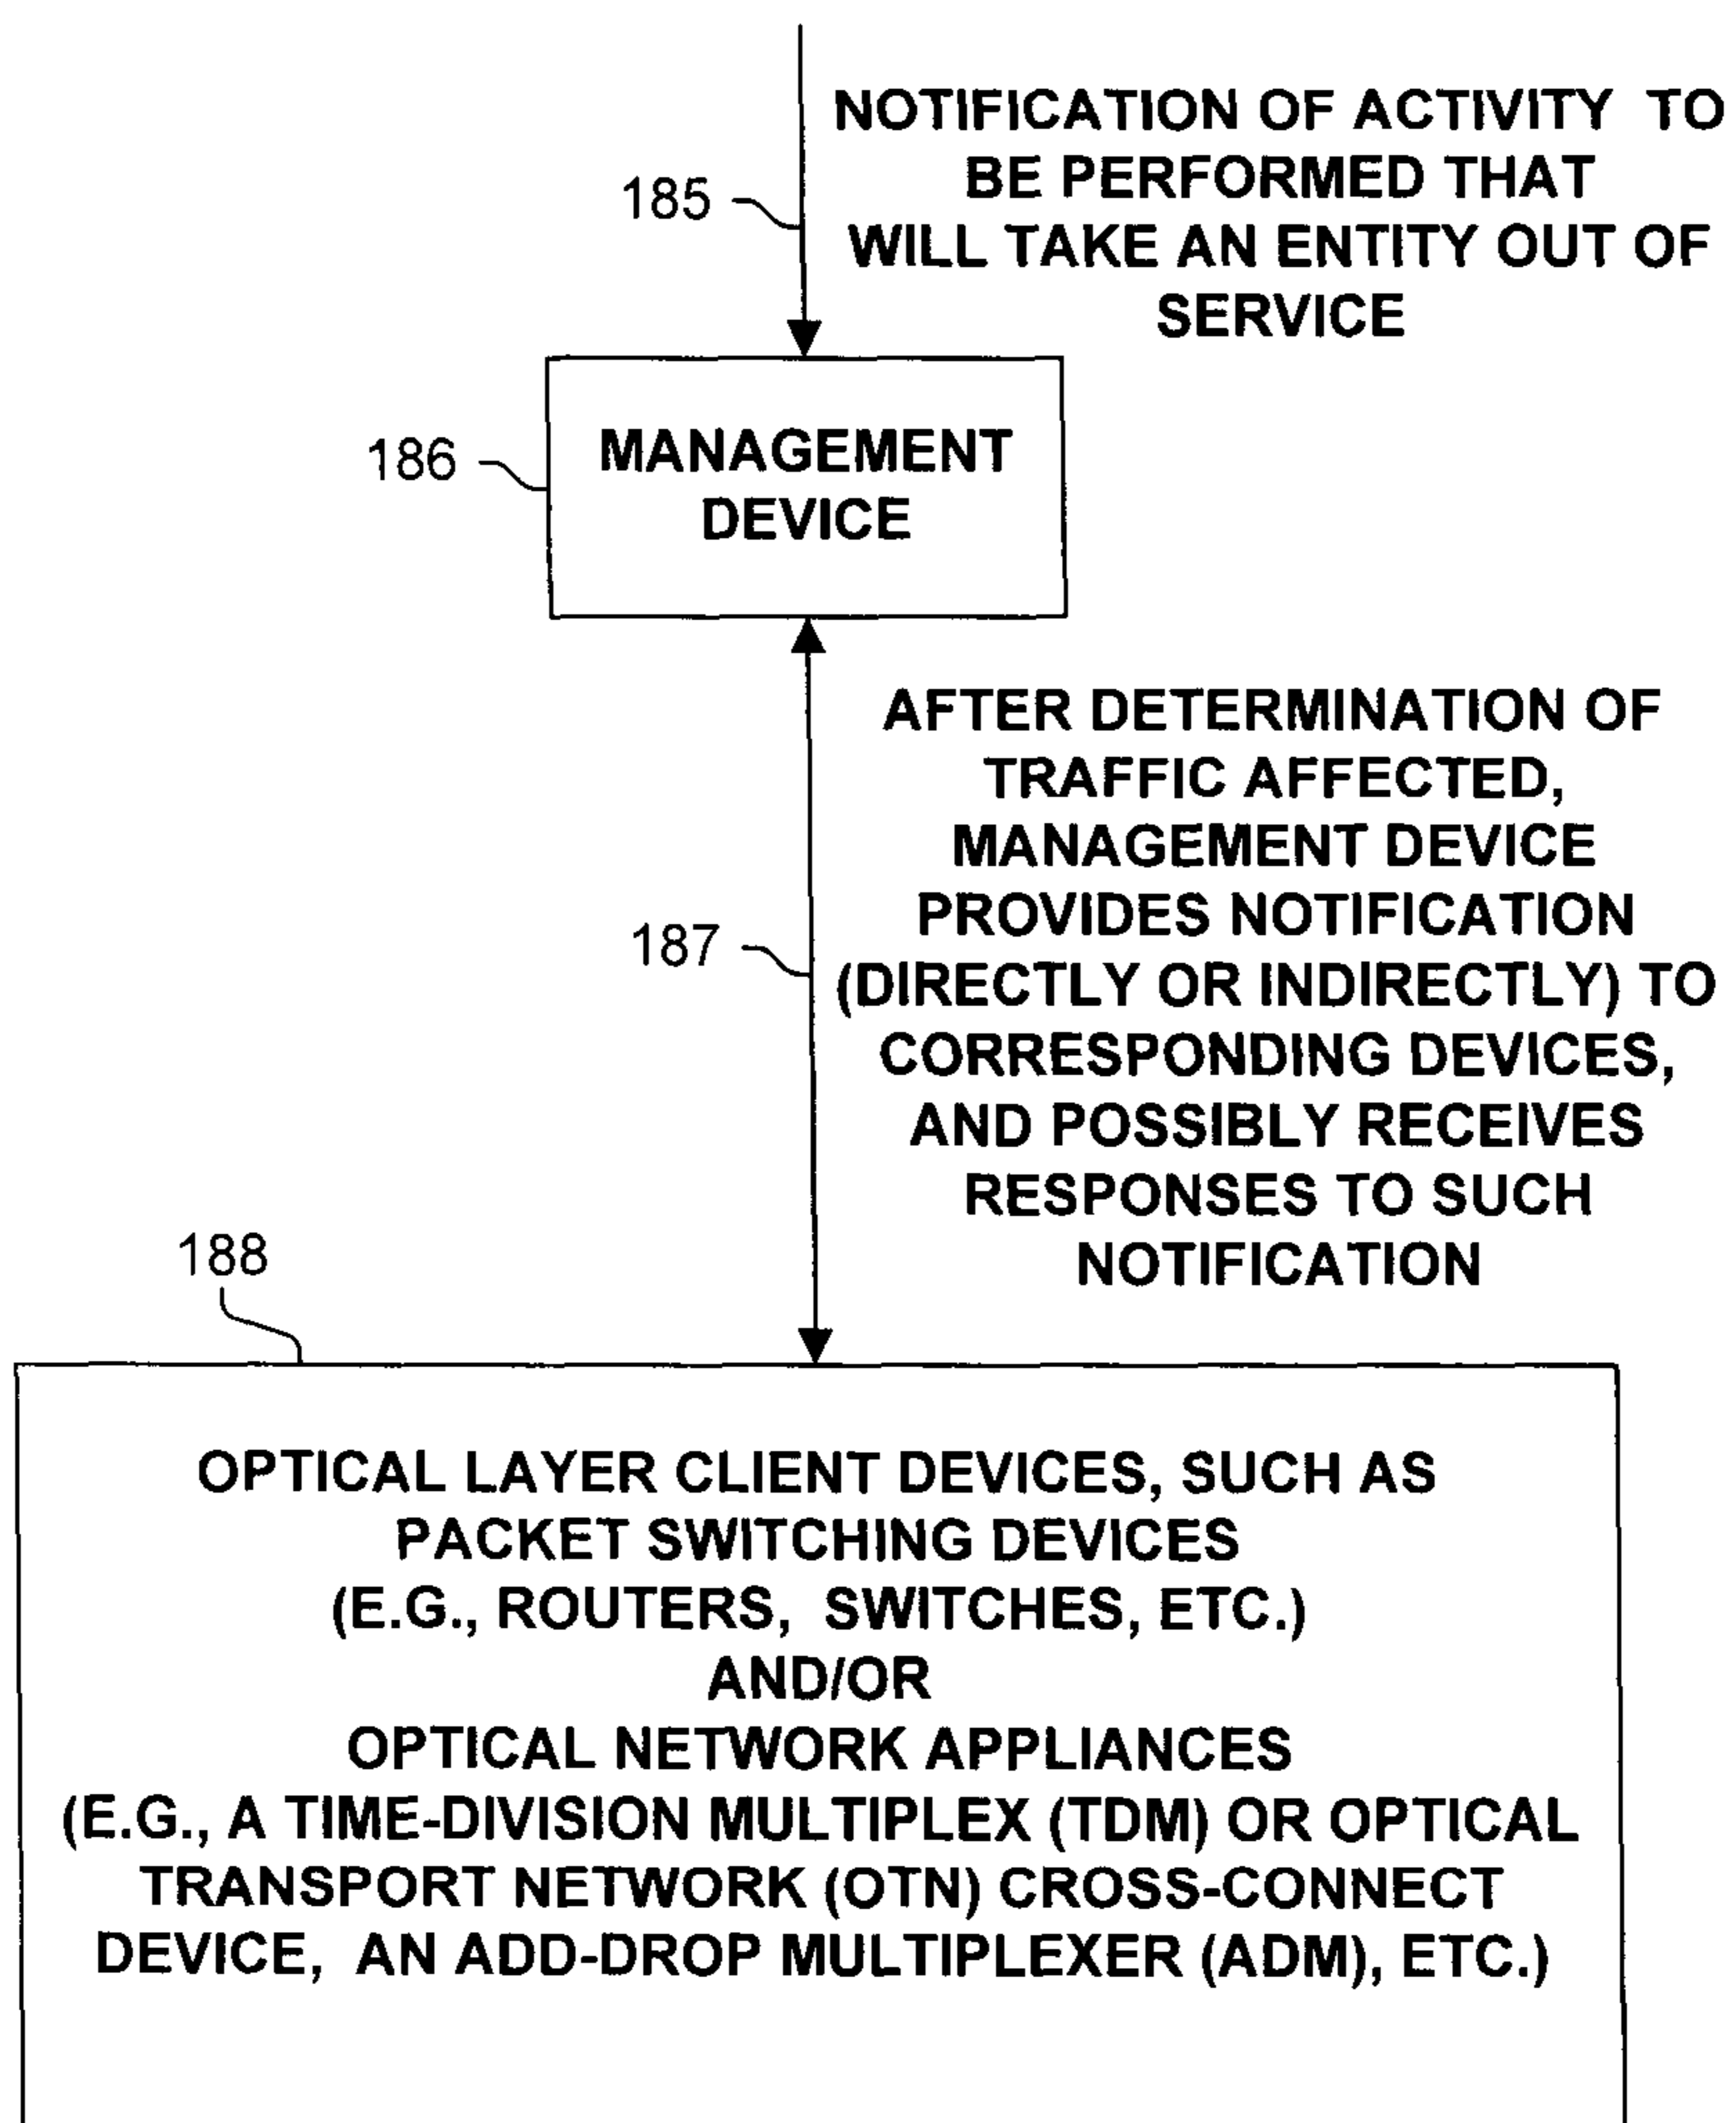 NOTIFICATION OF ACTIVITY TO
BE PERFORMED THAT
185
WILL TAKE AN ENTITY OUT OF
SERVICE
186
MANAGEMENT
DEVICE
AFTER DETERMINATION OF
TRAFFIC AFFECTED,
MANAGEMENT DEVICE
PROVIDES NOTIFICATION
187
(DIRECTLY OR INDIRECTLY) TO
CORRESPONDING DEVICES,
AND POSSIBLY RECEIVES
RESPONSES TO SUCH
NOTIFICATION
188
OPTICAL LAYER CLIENT DEVICES, SUCH AS
PACKET SWITCHING DEVICES
(E.G., ROUTERS, SWITCHES, ETC.)
AND/OR
OPTICAL NETWORK APPLIANCES
(E.G., A TIME-DIVISION MULTIPLEX (TDM) OR OPTICAL
TRANSPORT NETWORK (OTN) CROSS-CONNECT
DEVICE, AN ADD-DROP MULTIPLEXER (ADM), ETC.)